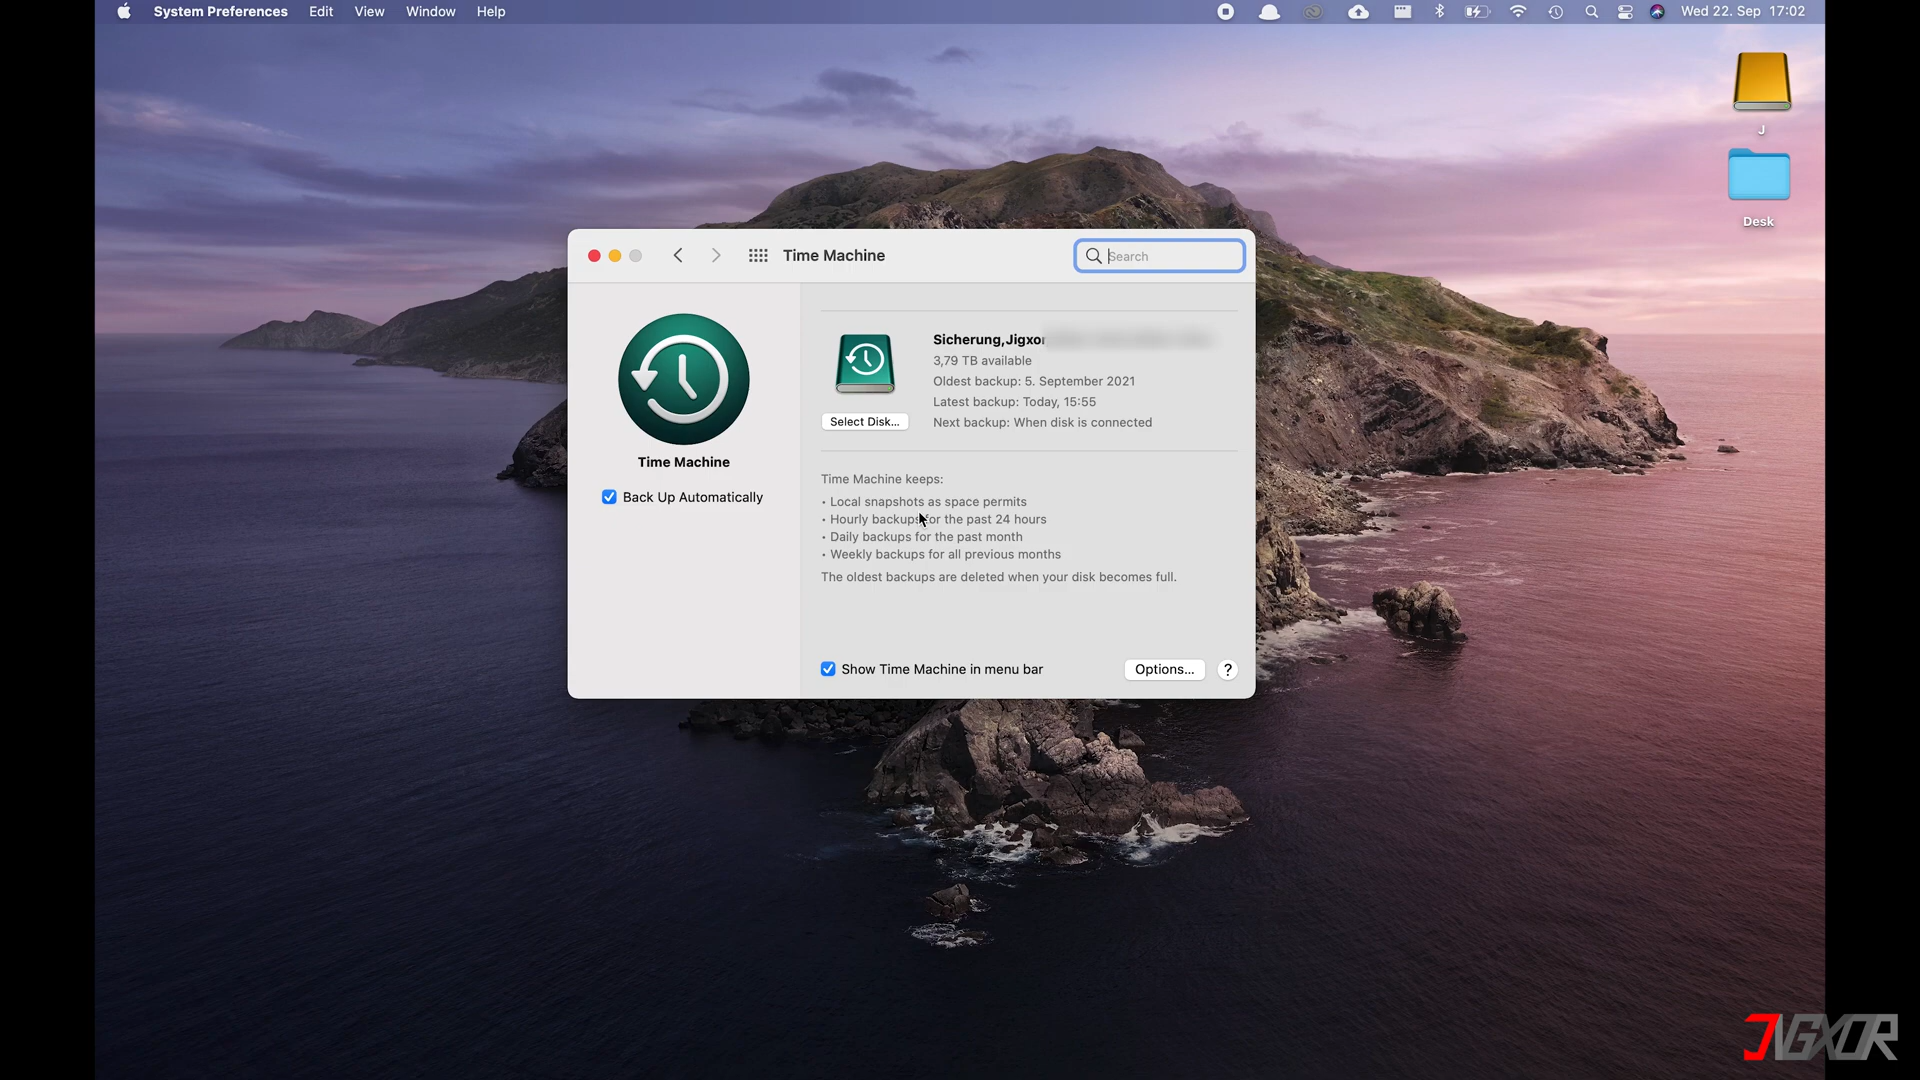 System Preferences Edit View Window Help
Wed 22. Sep 17:02
J
Desk
Time Machine
Search
Sicherung,Jigxor
3,79 TB available
Oldest backup: 5. September 2021
Latest backup: Today, 15:55
Select Disk...
Next backup: When disk is connected
Time Machine
Back Up Automatically
Time Machine keeps:
• Local snapshots as space permits
• Hourly backups for the past 24 hours
• Daily backups for the past month
• Weekly backups for all previous months
The oldest backups are deleted when your disk becomes full.
Show Time Machine in menu bar
Options...
?
JIGXOR